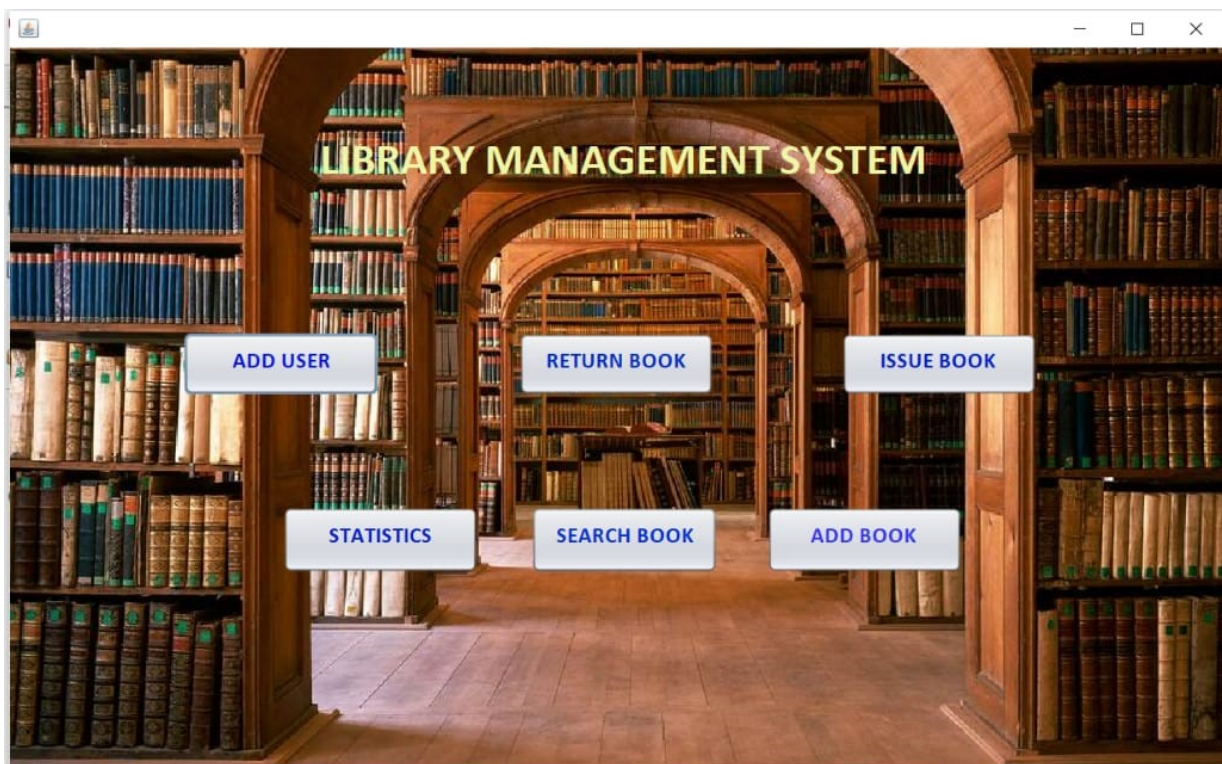 LIBRARY MANAGEMENT SYSTEM
ADD USER
RETURN BOOK
ISSUE BOOK
STATISTICS
SEARCH BOOK
ADD BOOK